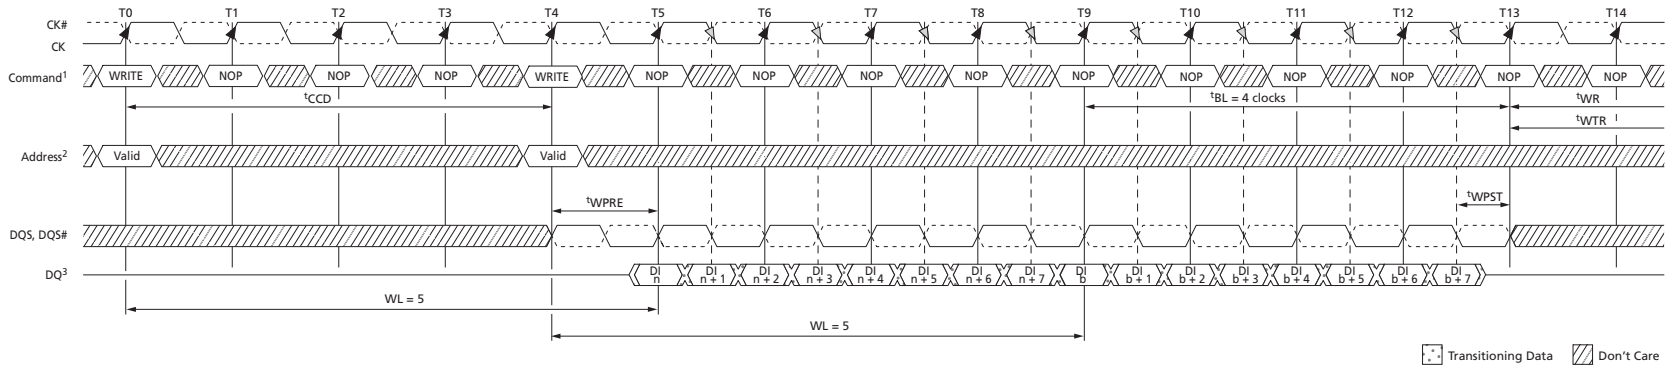 T0 T1 T2 T3 T4 T5 T6 T7 T8 T9 T10 T11 T12 T13 T14
CK#
CK
Command1 WRITE NOP NOP NOP WRITE NOP NOP NOP NOP NOP NOP NOP NOP NOP NOP
tCCD tBL = 4 clocks tWR
tWTR
Address2 Valid Valid
tWPRE tWPST
DQS, DQS#
DQ3 DI n DI n + 1 DI n + 2 DI n + 3 DI n + 4 DI n + 5 DI n + 6 DI n + 7 DI b DI b + 1 DI b + 2 DI b + 3 DI b + 4 DI b + 5 DI b + 6 DI b + 7
WL = 5
WL = 5
Transitioning Data Don't Care